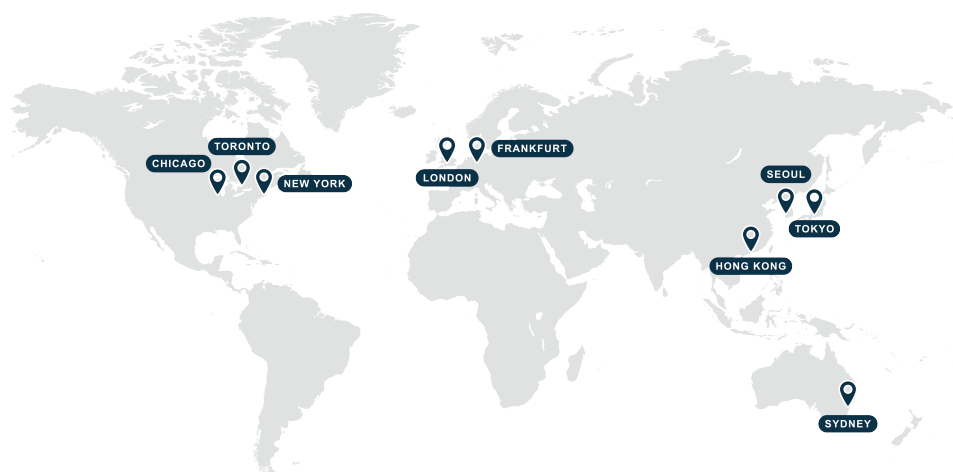 TORONTO
CHICAGO
NEW YORK
FRANKFURT
LONDON
SEOUL
TOKYO
HONG KONG
SYDNEY